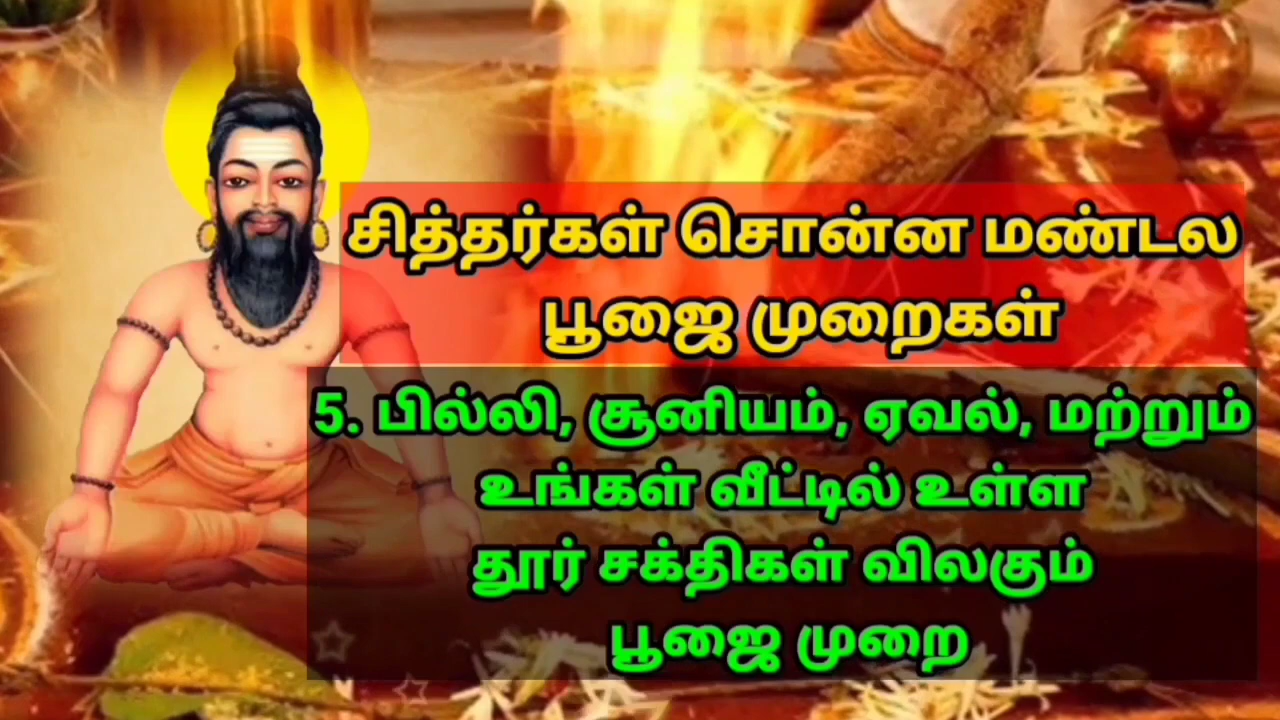 சித்தர்கள் சொன்ன மண்டல
பூஜை முறைகள்
5. பில்லி, சூனியம், ஏவல், மற்றும்
உங்கள் வீட்டில் உள்ள
தூர் சக்திகள் விலகும்
பூஜை முறை